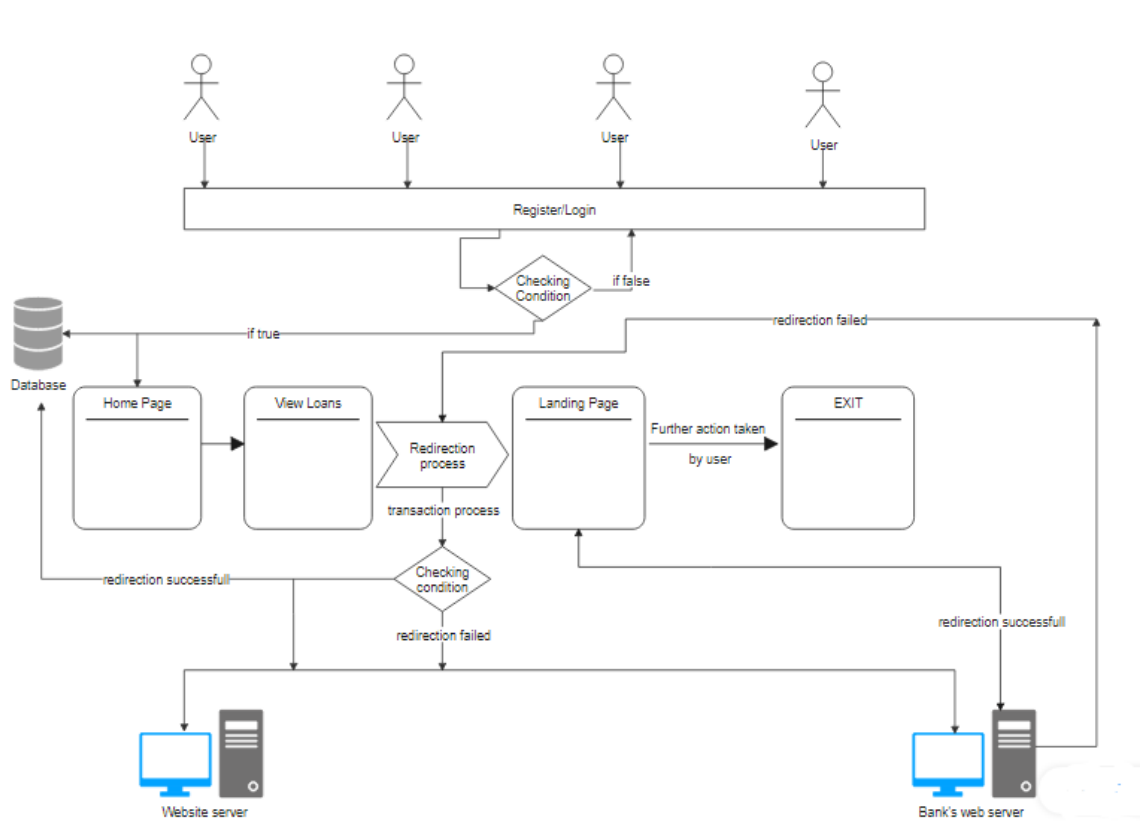 User
User
User
User
Register/Login
Checking
Condition
if false
if true
redirection failed
Database
Home Page
View Loans
Landing Page
EXIT
Redirection
process
Further action taken
by user
transaction process
Checking
condition
redirection successfull
redirection failed
redirection successfull
Website server
Bank's web server